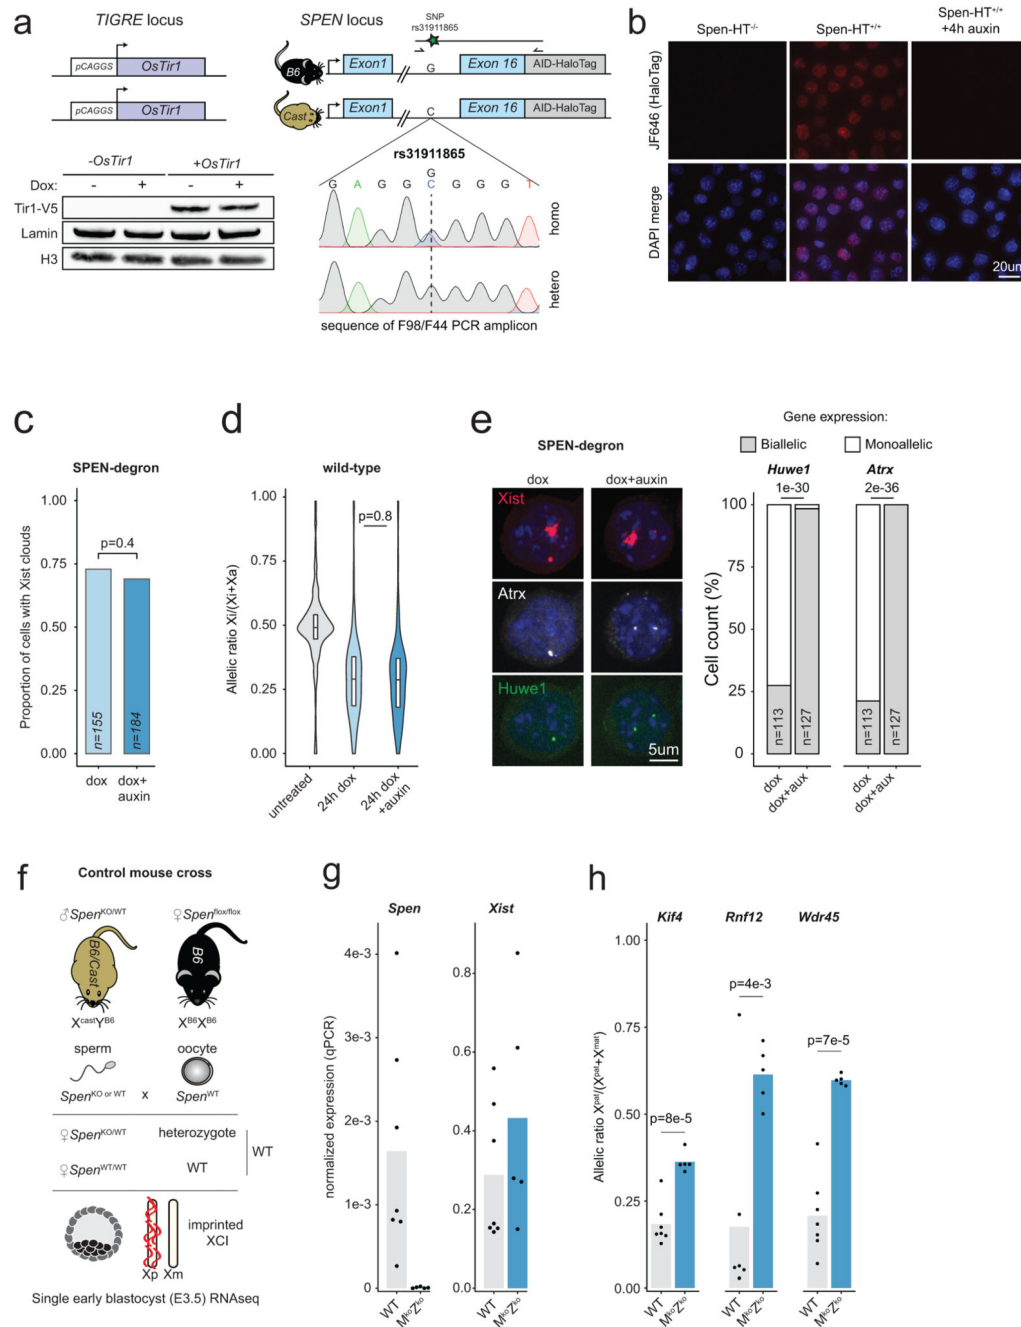 a
TIGRE locus
pCAGGS OsTir1
pCAGGS OsTir1
-OsTir1 +OsTir1
Dox: - + - +
Tir1-V5
Lamin
H3
SPEN locus
SNP
rs31911865
B6 Exon1 G Exon 16 AID-HaloTag
Cast Exon1 C Exon 16 AID-HaloTag
rs31911865
G
G A G G C G G G T
homo
hetero
sequence of F98/F44 PCR amplicon
b
Spen-HT-/- Spen-HT+/+ Spen-HT+/+
+4h auxin
JF646 (HaloTag)
DAPI merge
20um
c
SPEN-degron
Proportion of cells with Xist clouds
1.00
0.75
0.50
0.25
0.00
p=0.4
n=155 n=184
dox dox+
auxin
d
wild-type
Allelic ratio Xi/(Xi+Xa)
1.00
0.75
0.50
0.25
0.00
p=0.8
untreated 24h dox 24h dox
+auxin
e
SPEN-degron
dox dox+auxin
Xist
Atrx
Huwe1
5um
Gene expression:
Biallelic Monoallelic
Huwe1 Atrx
1e-30 2e-36
Cell count (%)
100
75
50
25
0
n=113 n=127 n=113 n=127
dox dox+aux dox dox+aux
f
Control mouse cross
♂SpenKO/WT ♀Spenflox/flox
B6/Cast B6
XcastYB6 XB6XB6
sperm oocyte
SpenKO or WT x SpenWT
♀SpenKO/WT heterozygote
WT
♀SpenWT/WT WT
imprinted
XCI
Xp Xm
Single early blastocyst (E3.5) RNAseq
g
Spen Xist
normalized expression (qPCR)
4e-3
3e-3
2e-3
1e-3
0
0.8
0.6
0.4
0.2
0.0
WT MkoZko WT MkoZko
h
Kif4 Rnf12 Wdr45
Allelic ratio Xpat/(Xpat+Xmat)
1.00
0.75
0.50
0.25
0.00
p=8e-5 p=4e-3 p=7e-5
WT MkoZko WT MkoZko WT MkoZko